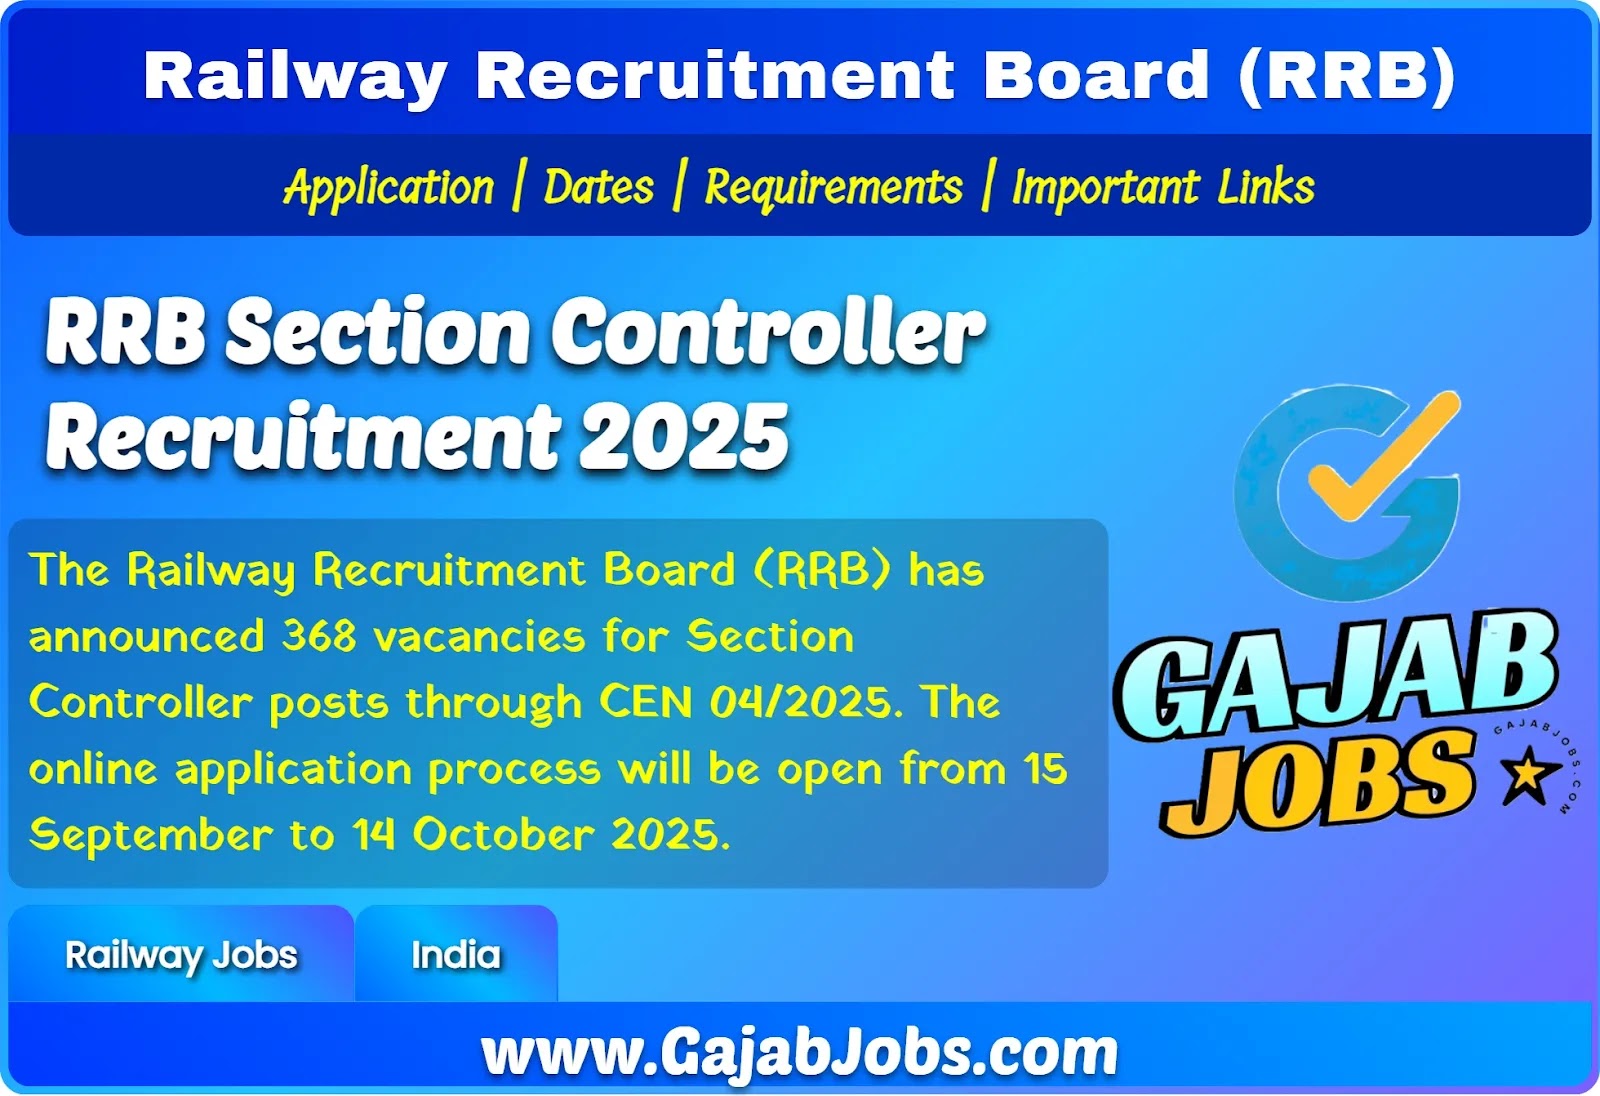 Railway Recruitment Board (RRB)
Application | Dates | Requirements | Important Links
RRB Section Controller
Recruitment 2025
The Railway Recruitment Board (RRB) has
announced 368 vacancies for Section
Controller posts through CEN 04/2025. The
online application process will be open from 15
September to 14 October 2025.
GAJAB
JOBS
GAJABJOBS.COM
Railway Jobs
India
www.GajabJobs.com